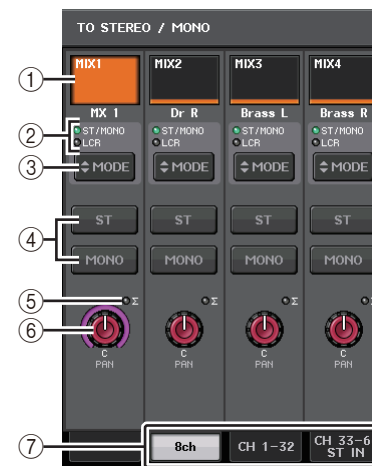 TO STEREO / MONO
MIX1 MIX2 MIX3 MIX4
MX 1 Dr R Brass L Brass R
ST/MONO ST/MONO ST/MONO ST/MONO
LCR LCR LCR LCR
MODE MODE MODE MODE
ST ST ST ST
MONO MONO MONO MONO
Σ Σ Σ Σ
C C C C
PAN PAN PAN PAN
8ch CH 1-32 CH 33-6
ST IN
①
②
③
④
⑤
⑥
⑦